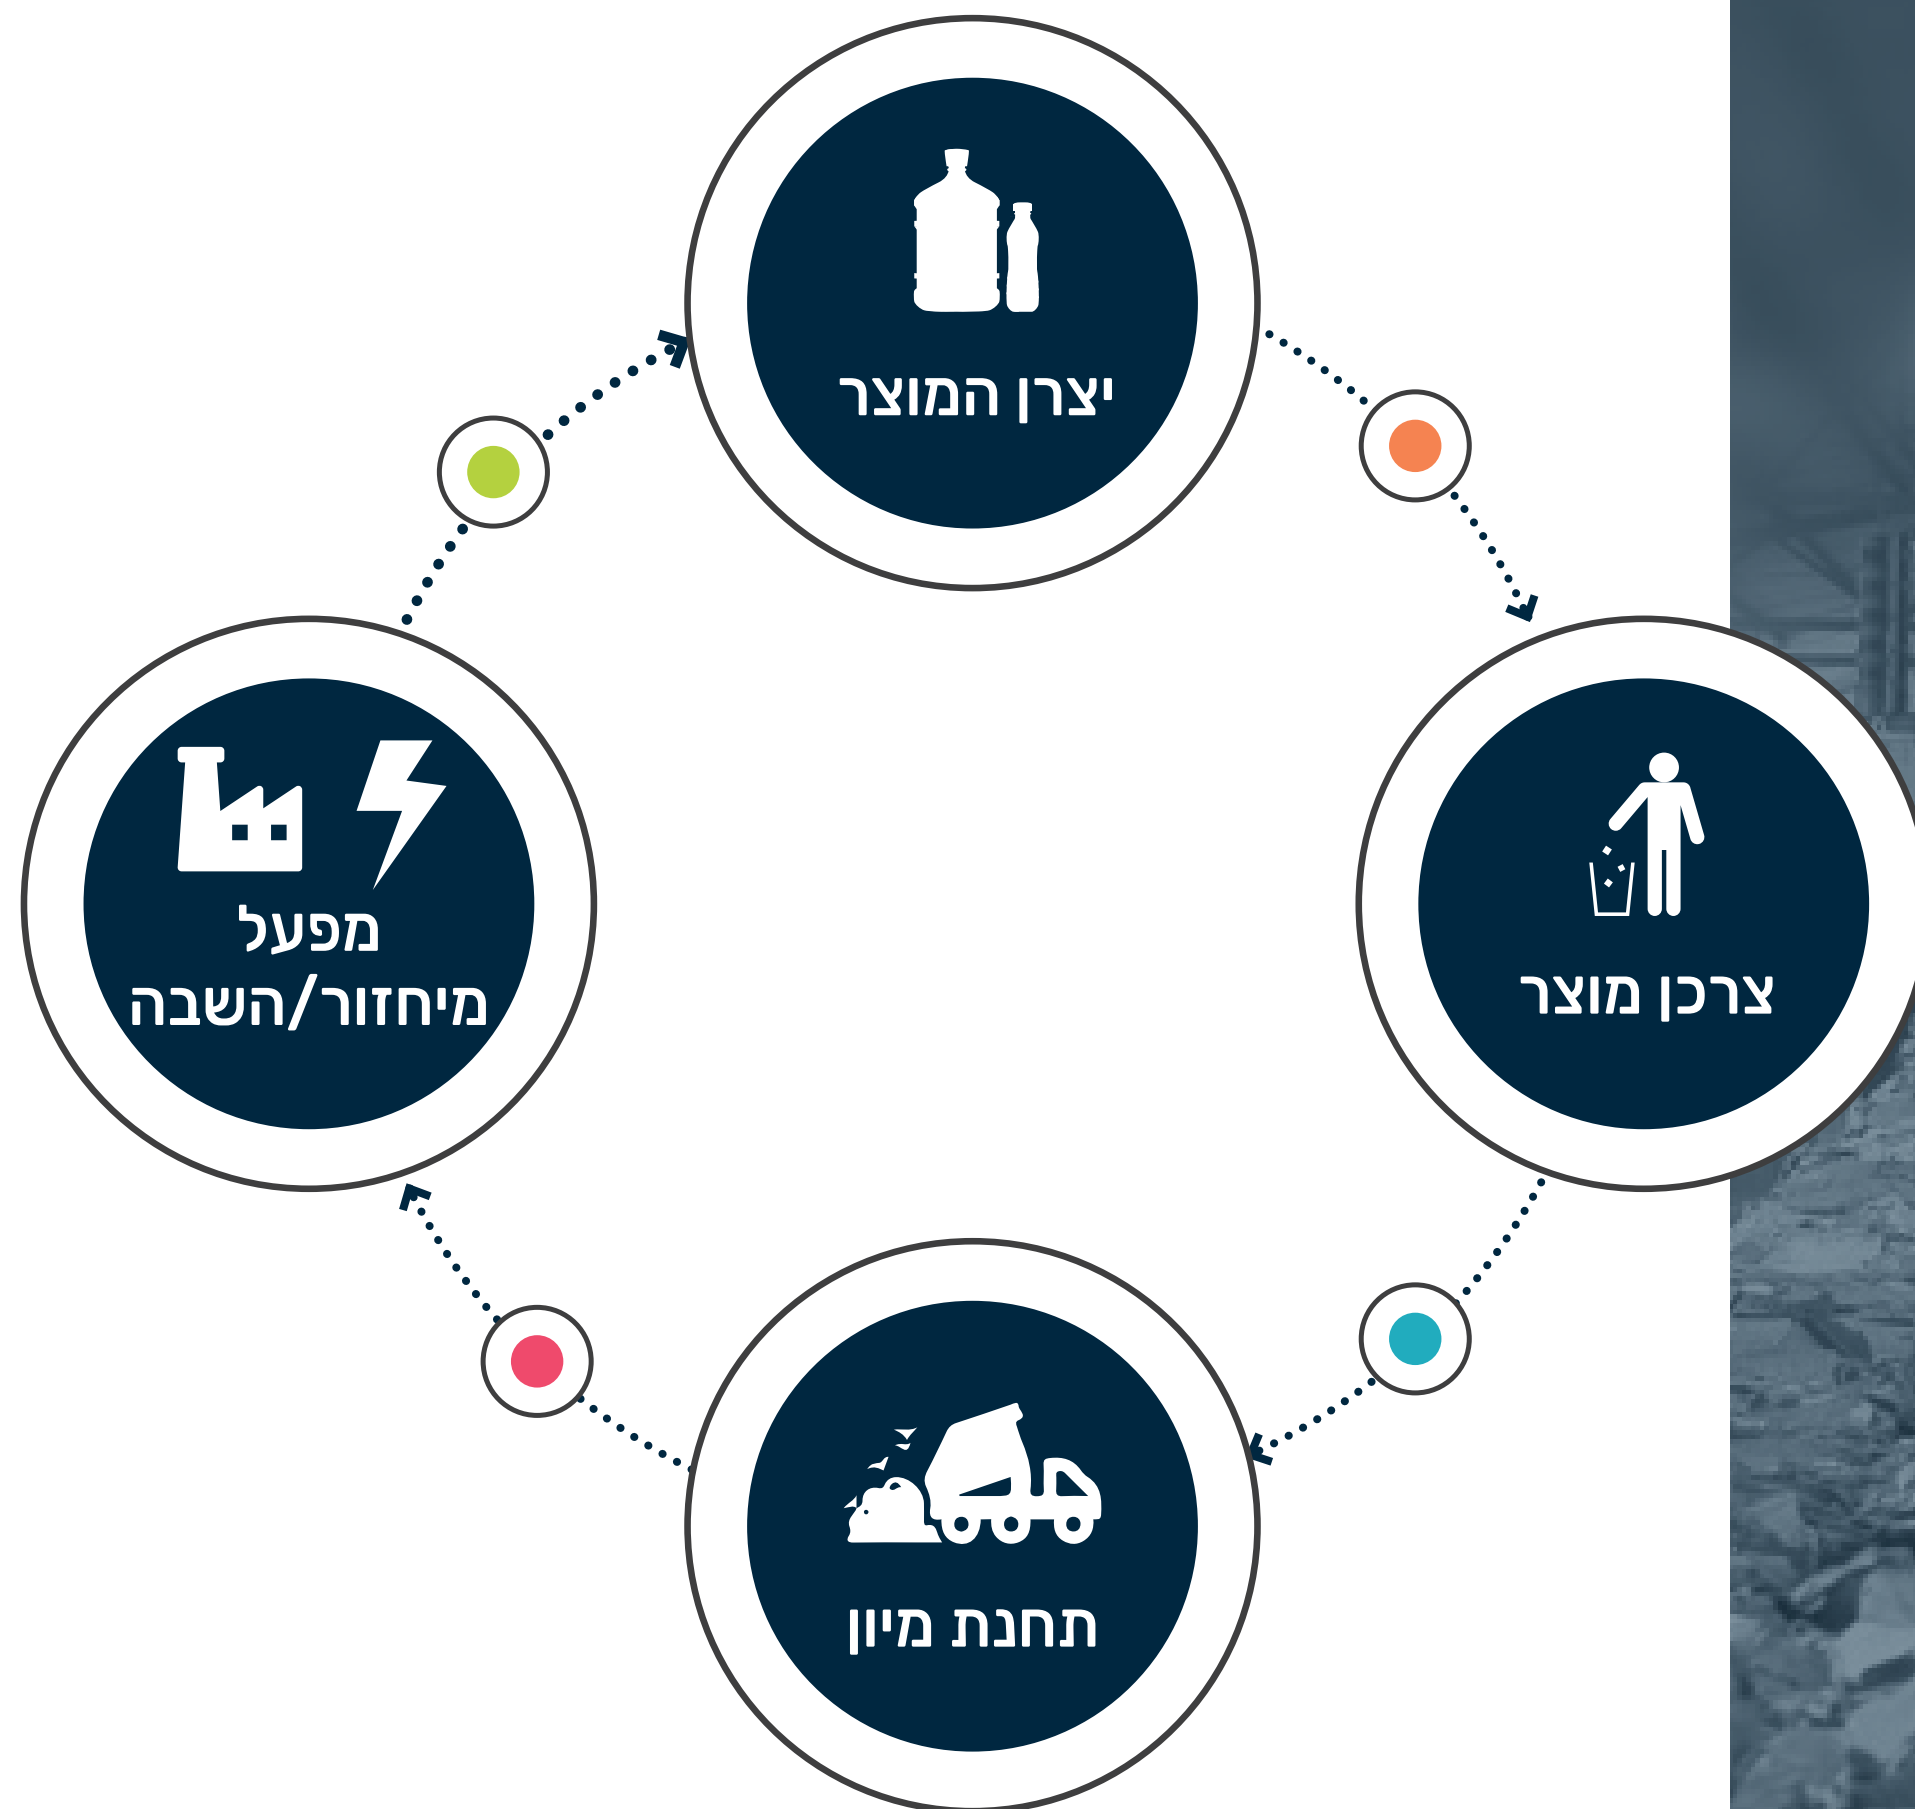 יצרן המוצר
צרכן מוצר
תחנת מיון
מפעל
מיחזור/השבה